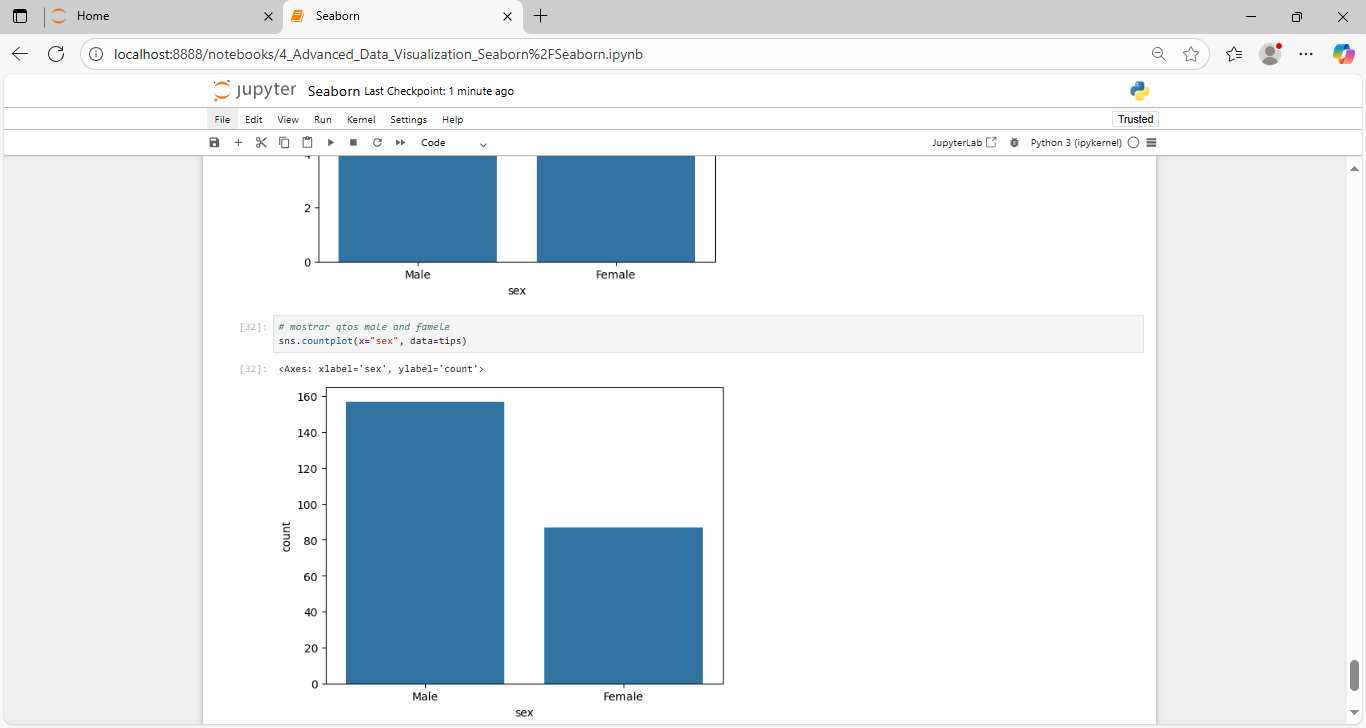 Home
Seaborn
localhost:8888/notebooks/4_Advanced_Data_Visualization_Seaborn%2FSeaborn.ipynb
jupyter Seaborn Last Checkpoint: 1 minute ago
File Edit View Run Kernel Settings Help Trusted
Code JupyterLab Python 3 (ipykernel)
2
0
Male Female
sex
[32]: # mostrar qtos male and famele
sns.countplot(x="sex", data=tips)
[32]: <Axes: xlabel='sex', ylabel='count'>
160
140
120
100
80
60
40
20
0
count
Male Female
sex